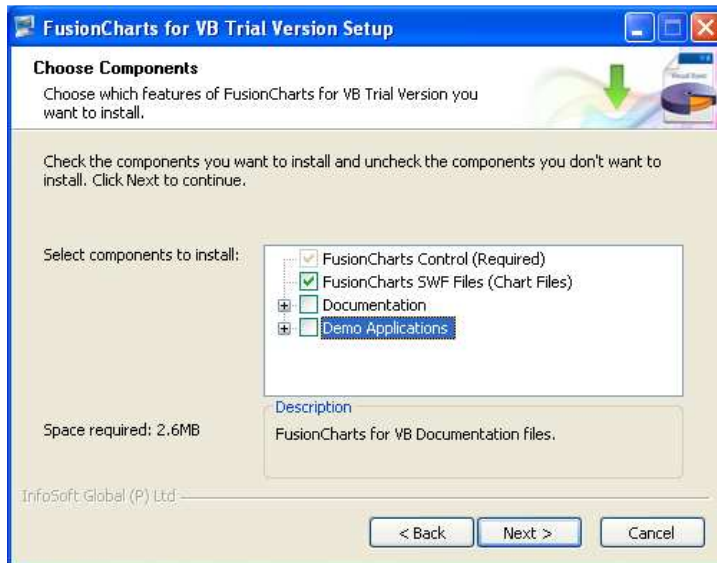 FusionCharts for VB Trial Version Setup
Choose Components
Choose which features of FusionCharts for VB Trial Version you
want to install.
Check the components you want to install and uncheck the components you don't want to
install. Click Next to continue.
Select components to install:
FusionCharts Control (Required)
FusionCharts SWF Files (Chart Files)
Documentation
Demo Applications
Description
Space required: 2.6MB
FusionCharts for VB Documentation files.
InfoSoft Global (P) Ltd
< Back
Next >
Cancel